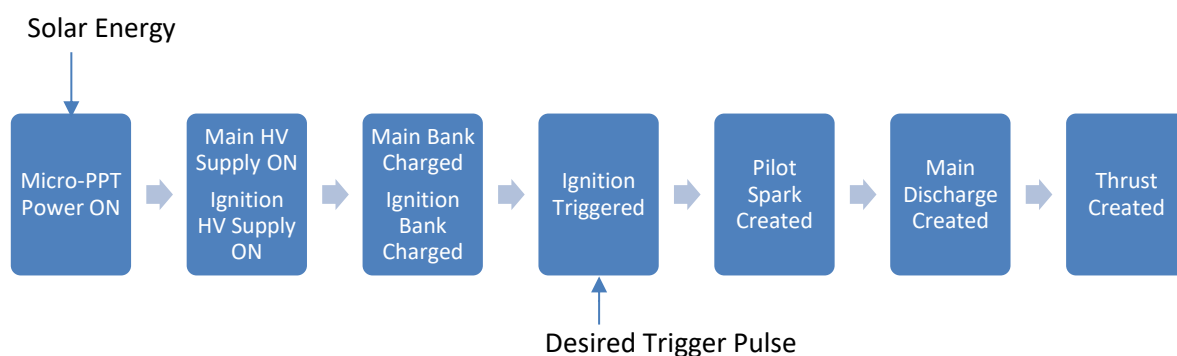 Solar Energy
Micro-PPT
Power ON
Main HV
Supply ON
Ignition
HV Supply
ON
Main Bank
Charged
Ignition
Bank
Charged
Ignition
Triggered
Pilot
Spark
Created
Main
Discharge
Created
Thrust
Created
Desired Trigger Pulse